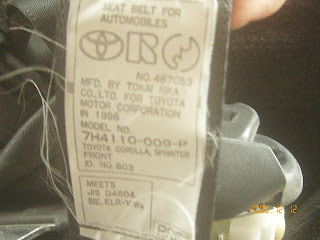 SEAT BELT FOR
AUTOMOBILES
NO.467053
MFD. BY TOKAI RIKA
CO.,LTD. FOR TOYOTA
MOTOR CORPORATION
IN 1998
MODEL NO.
7H4110-009-P
TOYOTA COROLLA, SPRINTER
FRONT
ID. NO. 803
MEETS
JIS D4604